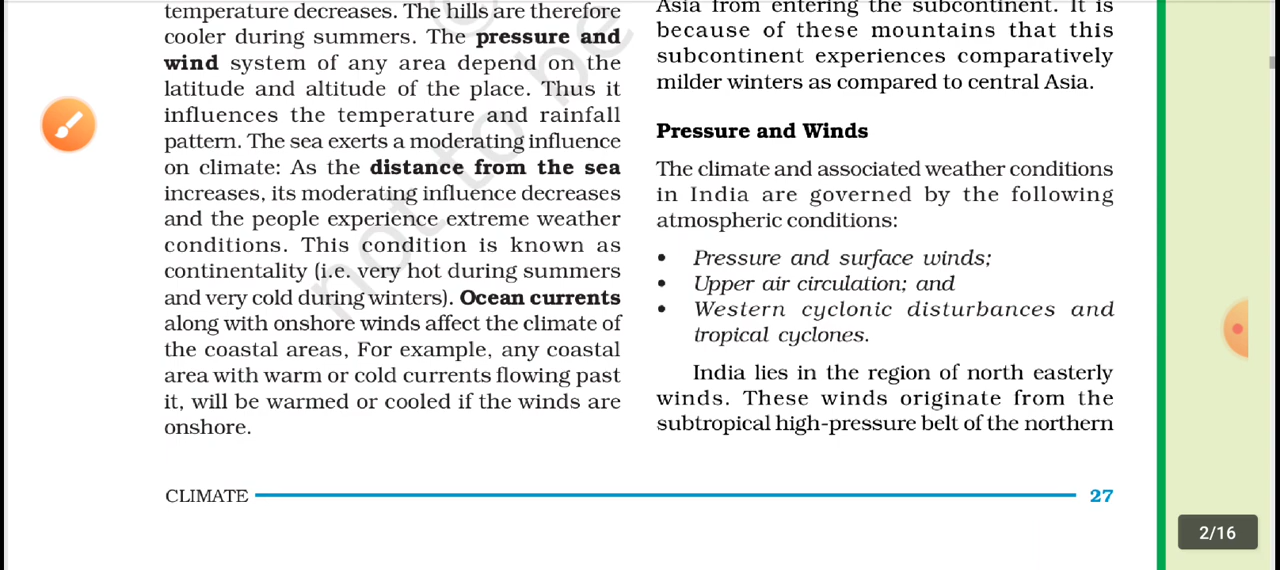 temperature decreases. The hills are therefore
cooler during summers. The pressure and
wind system of any area depend on the
latitude and altitude of the place. Thus it
influences the temperature and rainfall
pattern. The sea exerts a moderating influence
on climate: As the distance from the sea
increases, its moderating influence decreases
and the people experience extreme weather
conditions. This condition is known as
continentality (i.e. very hot during summers
and very cold during winters). Ocean currents
along with onshore winds affect the climate of
the coastal areas, For example, any coastal
area with warm or cold currents flowing past
it, will be warmed or cooled if the winds are
onshore.
Asia from entering the subcontinent. It is
because of these mountains that this
subcontinent experiences comparatively
milder winters as compared to central Asia.
Pressure and Winds
The climate and associated weather conditions
in India are governed by the following
atmospheric conditions:
• Pressure and surface winds;
• Upper air circulation; and
• Western cyclonic disturbances and
tropical cyclones.
India lies in the region of north easterly
winds. These winds originate from the
subtropical high-pressure belt of the northern
CLIMATE
27
2/16
not to be